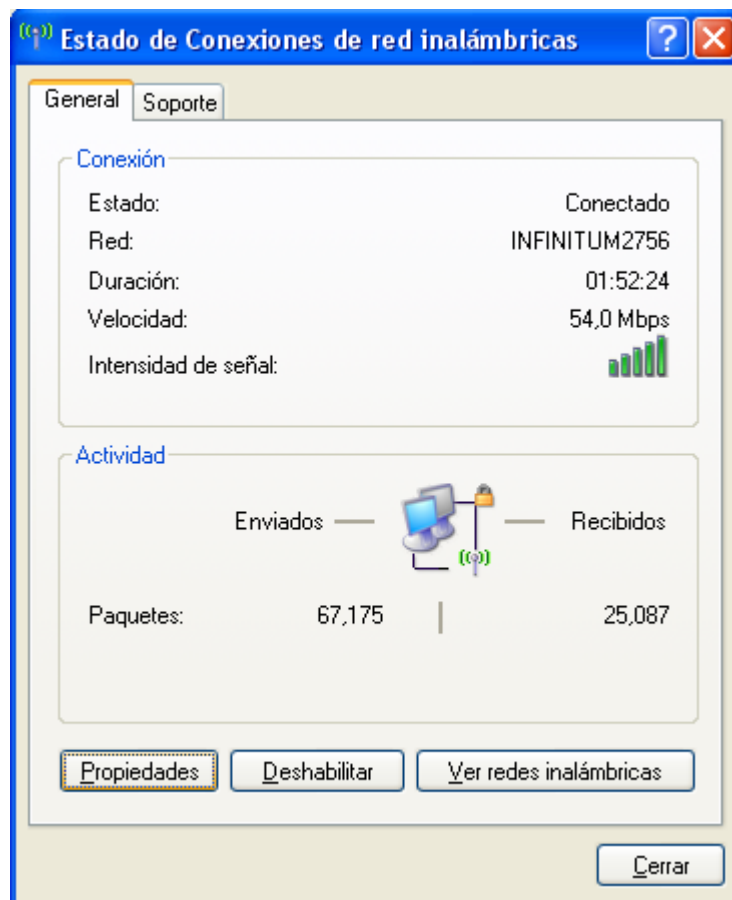 Estado de Conexiones de red inalámbricas
General Soporte
Conexión
Estado: Conectado
Red: INFINITUM2756
Duración: 01:52:24
Velocidad: 54,0 Mbps
Intensidad de señal:
Actividad
Enviados Recibidos
Paquetes: 67,175 25,087
Propiedades Deshabilitar Ver redes inalámbricas
Cerrar